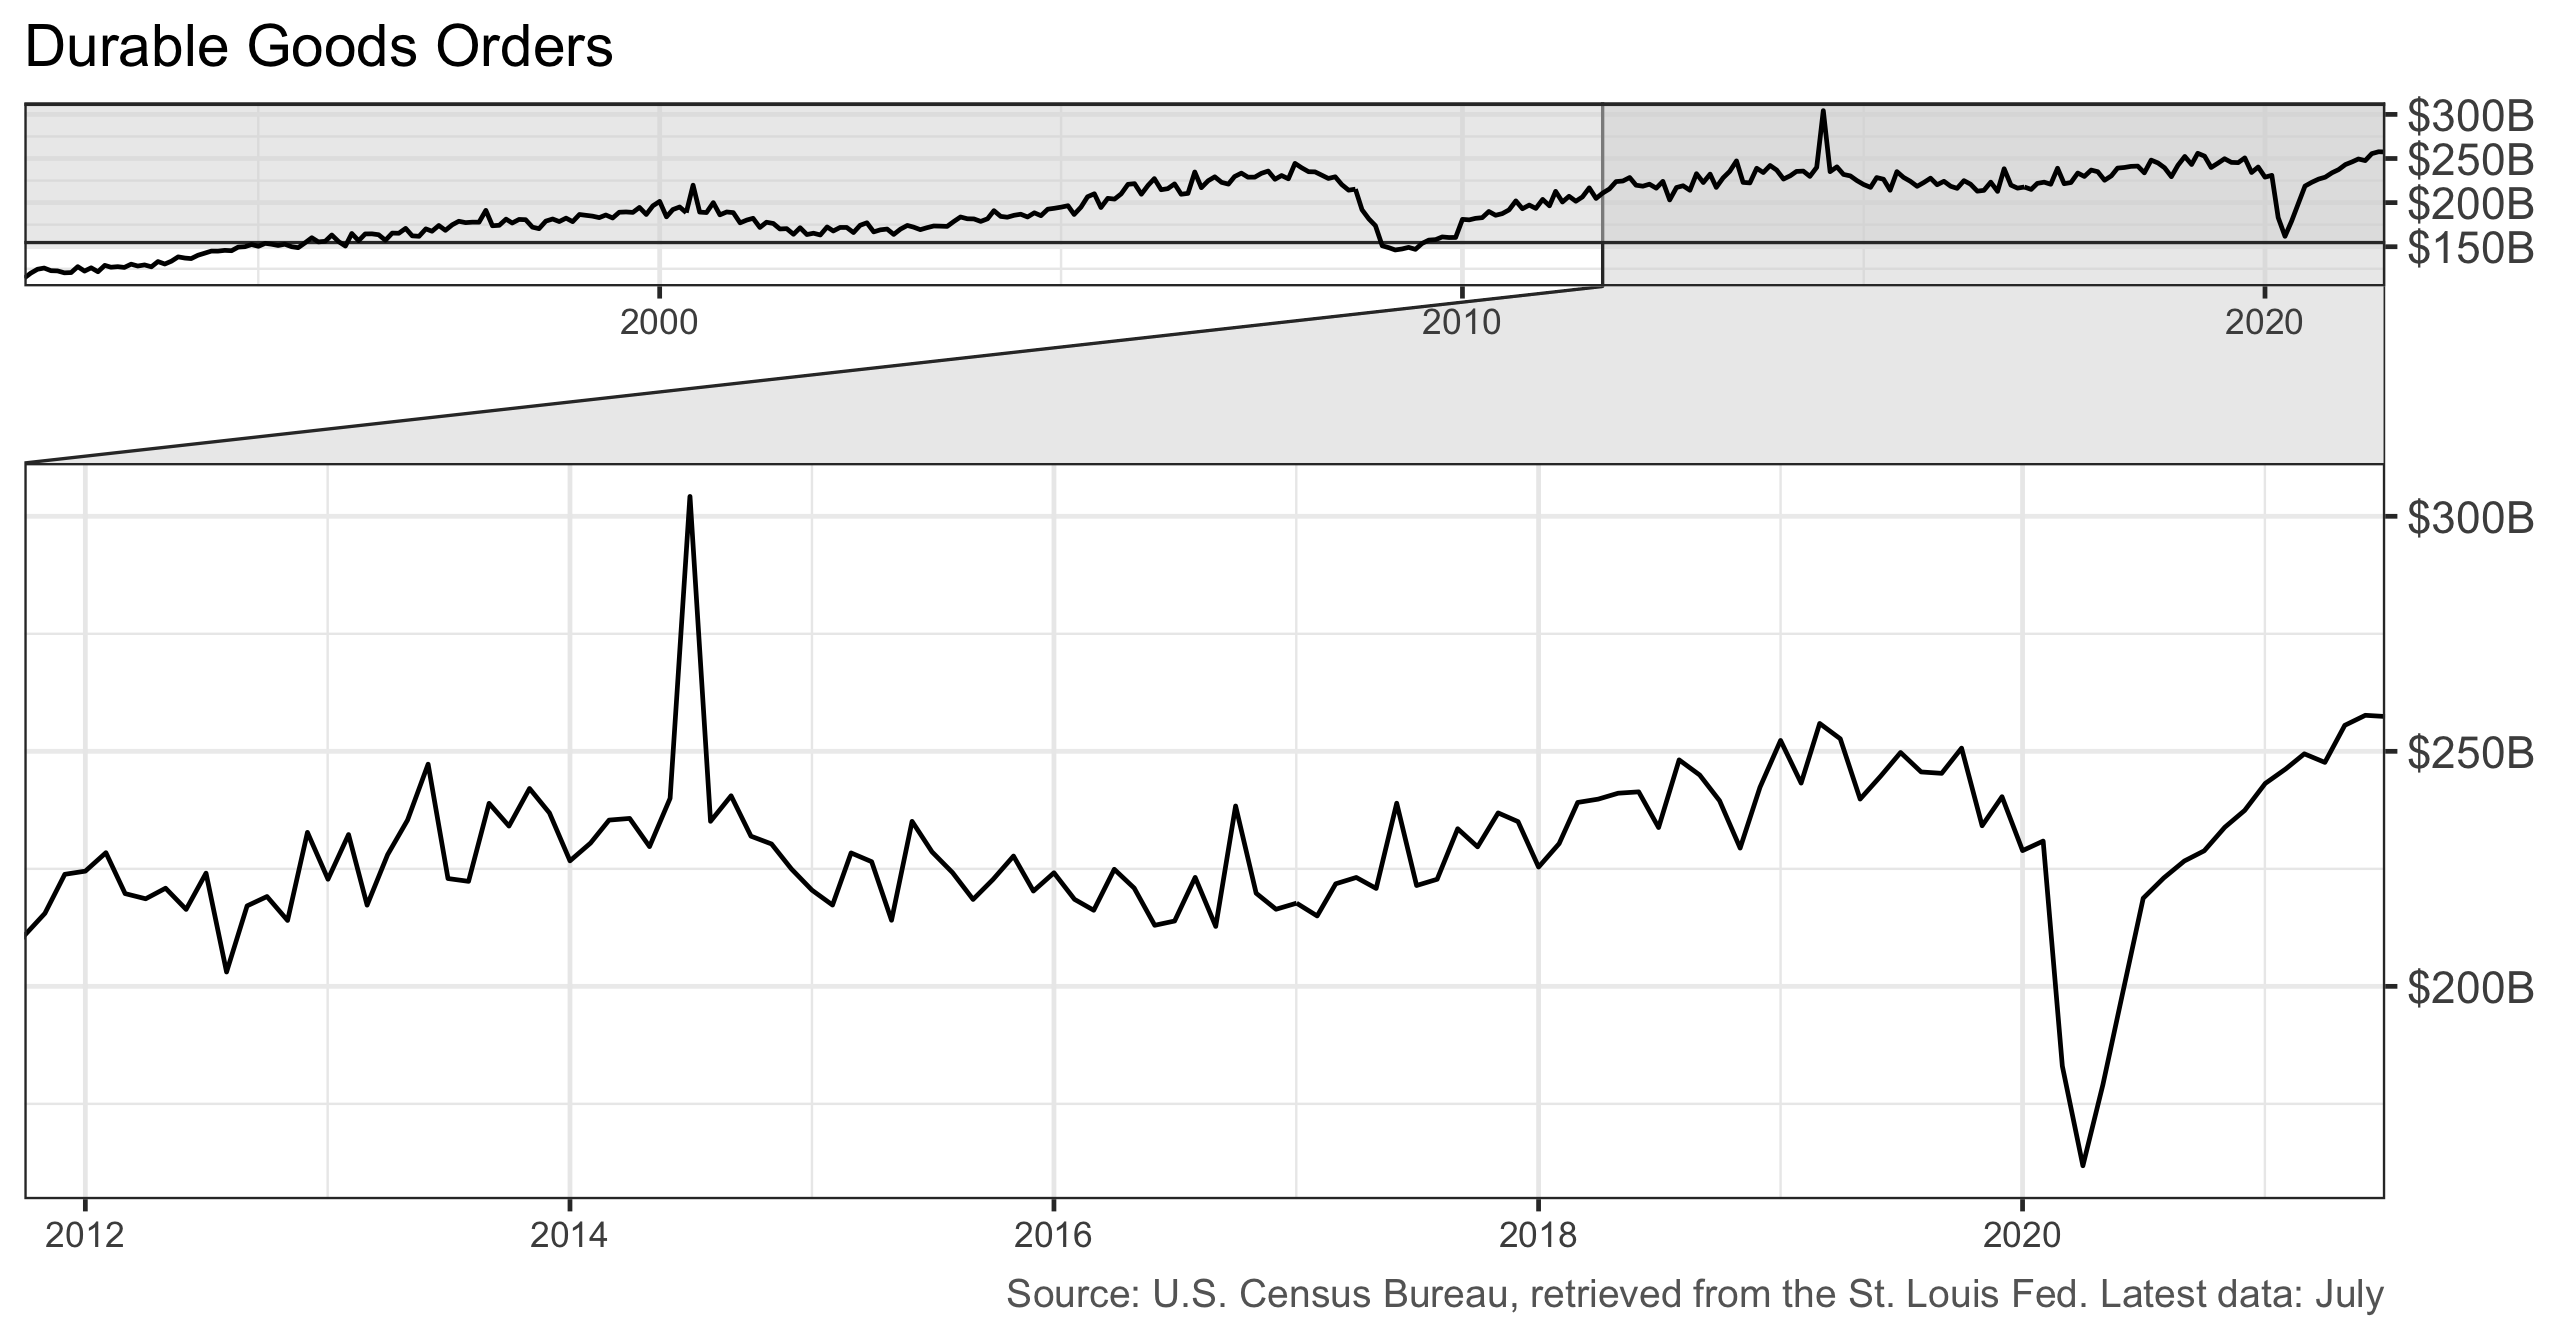 Durable Goods Orders
$300B
$250B
$200B
$150B
2000 2010 2020
$300B
$250B
$200B
2012 2014 2016 2018 2020
Source: U.S. Census Bureau, retrieved from the St. Louis Fed. Latest data: July